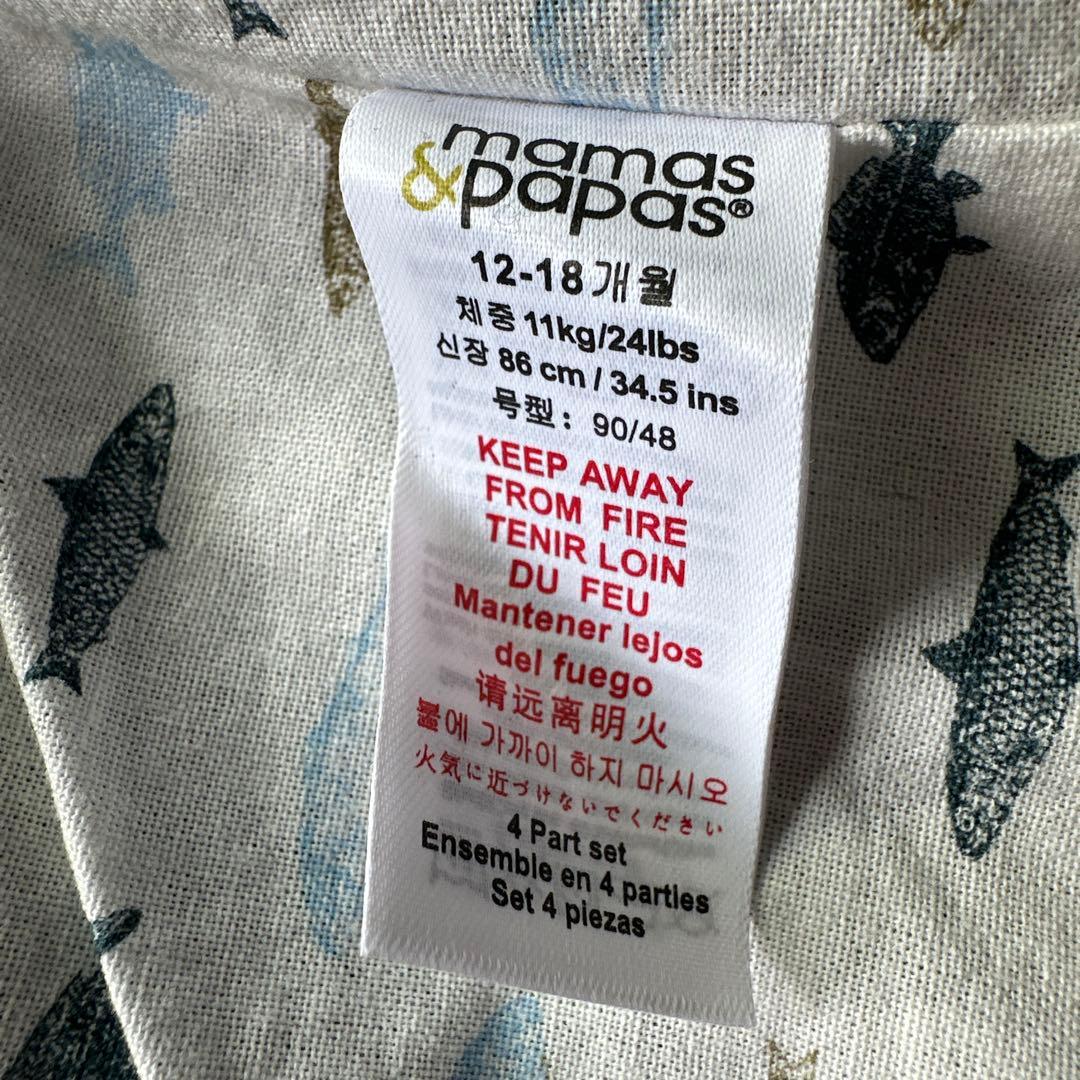 mamas
&papas®
12-18개월
체중 11kg/24lbs
신장 86 cm / 34.5 ins
号型: 90/48
KEEP AWAY
FROM FIRE
TENIR LOIN
DU FEU
Mantener lejos
del fuego
请远离明火
불에 가까이 하지 마시오
火気に近づけないでください
4 Part set
Ensemble en 4 parties
Set 4 piezas